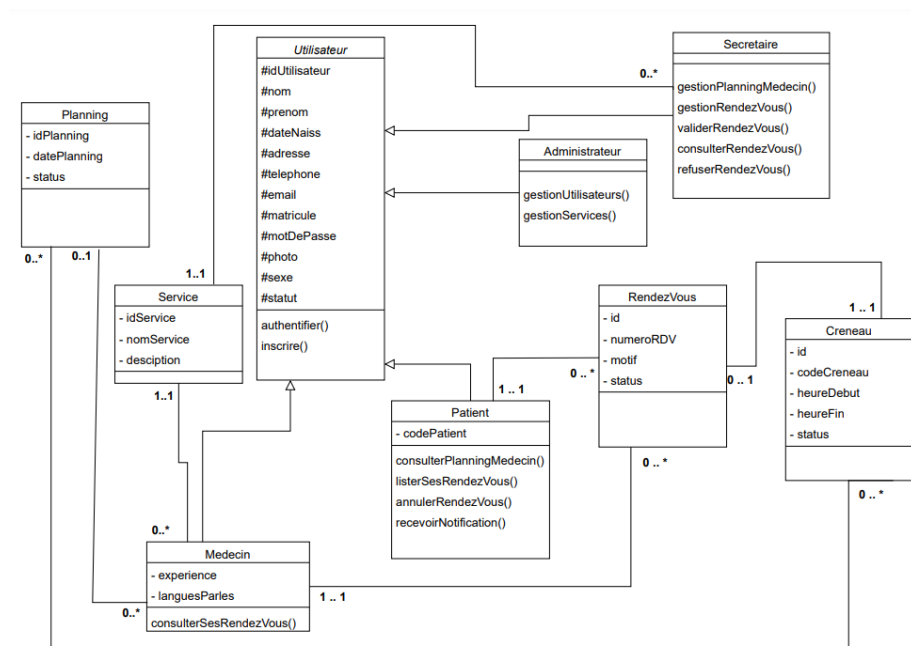 Utilisateur
#idUtilisateur
#nom
#prenom
#dateNaiss
#adresse
#telephone
#email
#matricule
#motDePasse
#photo
#sexe
#statut
authentifier()
inscrire()
Secretaire
gestionPlanningMedecin()
gestionRendezVous()
validerRendezVous()
consulterRendezVous()
refuserRendezVous()
0..*
Planning
- idPlanning
- datePlanning
- status
0..*
0..1
Administrateur
gestionUtilisateurs()
gestionServices()
1..1
Service
- idService
- nomService
- desciption
1..1
RendezVous
- id
- numeroRDV
- motif
- status
0 .. *
0 .. 1
0 .. *
1 .. 1
Creneau
- id
- codeCreneau
- heureDebut
- heureFin
- status
0 .. *
1 .. 1
Patient
- codePatient
consulterPlanningMedecin()
listerSesRendezVous()
annulerRendezVous()
recevoirNotification()
0..*
Medecin
- experience
- languesParles
consulterSesRendezVous()
0..*
1 .. 1